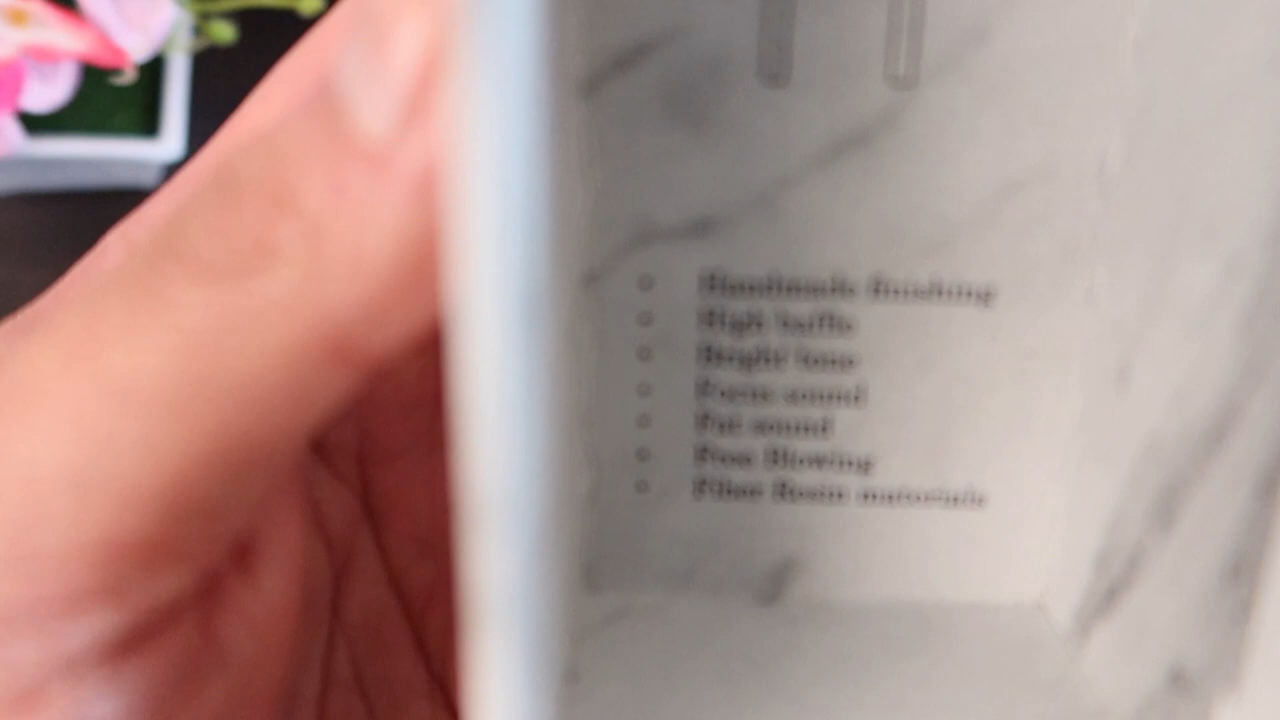 Handmade finishing
High baffle
Bright tone
Focus sound
Fat sound
Free Blowing
Fiber Resin materials